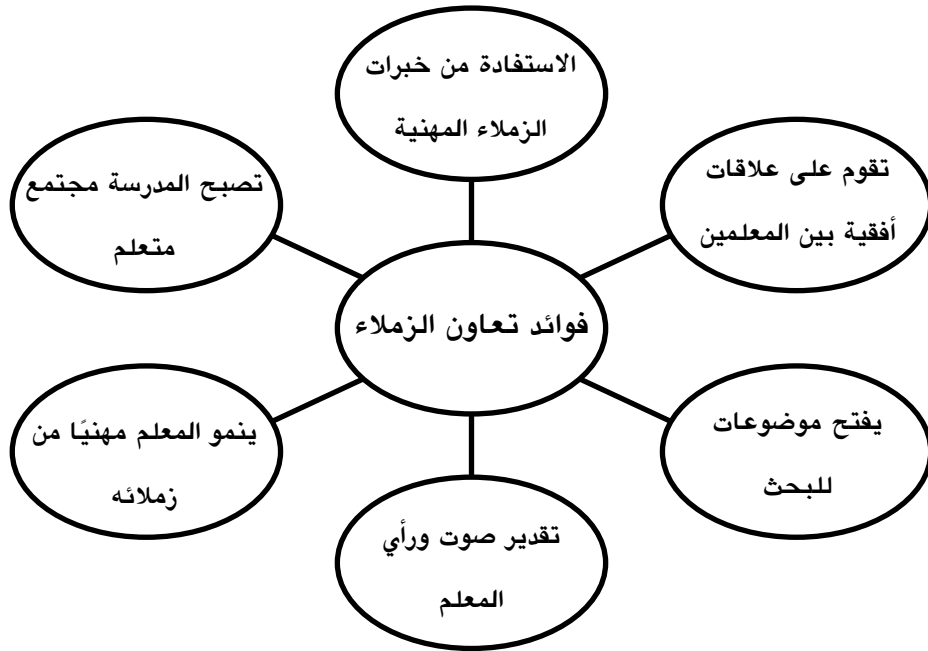 الاستفادة من خبرات
الزملاء المهنية
تقوم على علاقات
أفقية بين المعلمين
تصبح المدرسة مجتمع
متعلم
فوائد تعاون الزملاء
يفتح موضوعات
للبحث
ينمو المعلم مهنيًا من
زملائه
تقدير صوت ورأي
المعلم